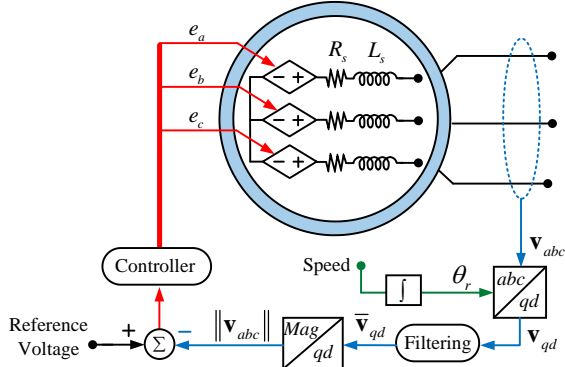 e_a
R_s L_s
e_b
e_c
− +
− +
− +
v_abc
Controller
Speed
∫
θ_r
abc
qd
Reference
Voltage
+
−
Σ
‖v_abc‖
Mag
qd
v̅_qd
Filtering
v_qd